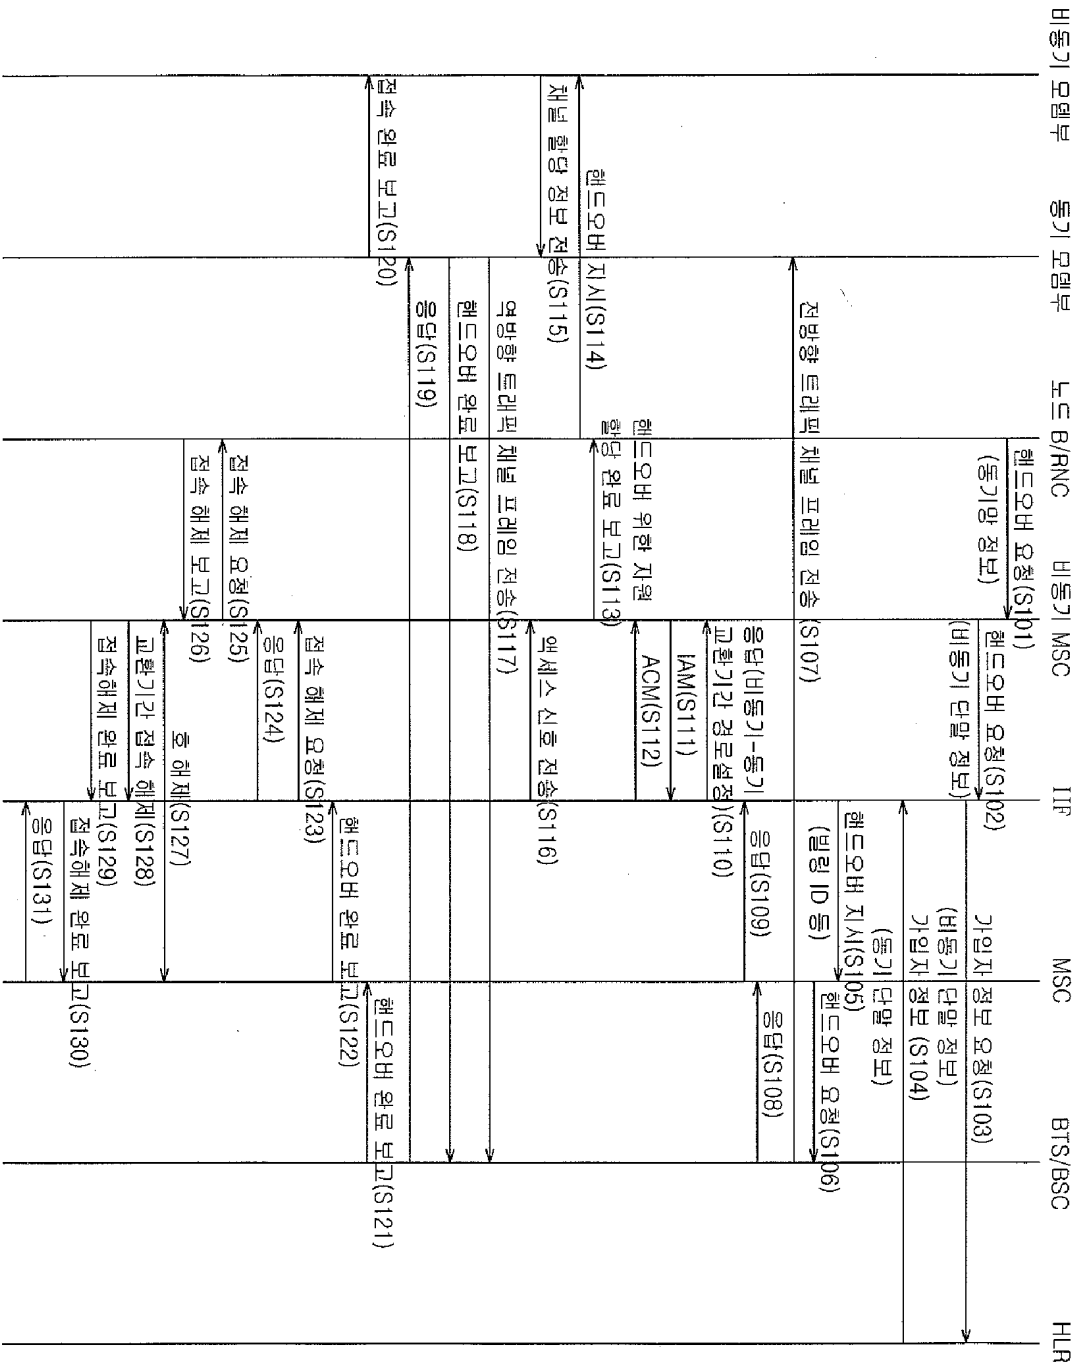 비동기 모뎀부
동기 모뎀부
노드 B/RNC
비동기 MSC
IIF
MSC
BTS/BSC
HLR
핸드오버 요청(S101)
(동기망 정보)
핸드오버 요청(S102)
(비동기 단말 정보)
가입자 정보 요청(S103)
(비동기 단말 정보)
가입자 정보 (S104)
(동기 단말 정보)
핸드오버 지시(S105)
(빌링 ID 등)
핸드오버 요청(S106)
전방향 트래픽 채널 프레임 전송 (S107)
응답(S108)
응답(S109)
응답(비동기-동기
교환기간 경로설정)(S110)
IAM(S111)
ACM(S112)
핸드오버 위한 자원
할당 완료 보고(S113)
핸드오버 지시(S114)
채널 할당 정보 전송(S115)
액세스 신호 전송(S116)
역방향 트래픽 채널 프레임 전송(S117)
핸드오버 완료 보고(S118)
응답(S119)
접속 완료 보고(S120)
핸드오버 완료 보고(S121)
핸드오버 완료 보고(S122)
접속 해제 요청(S123)
응답(S124)
접속 해제 요청(S125)
접속 해제 보고(S126)
호 해제(S127)
교환기간 접속 해제(S128)
접속해제 완료 보고(S129)
접속해제 완료 보고(S130)
응답(S131)